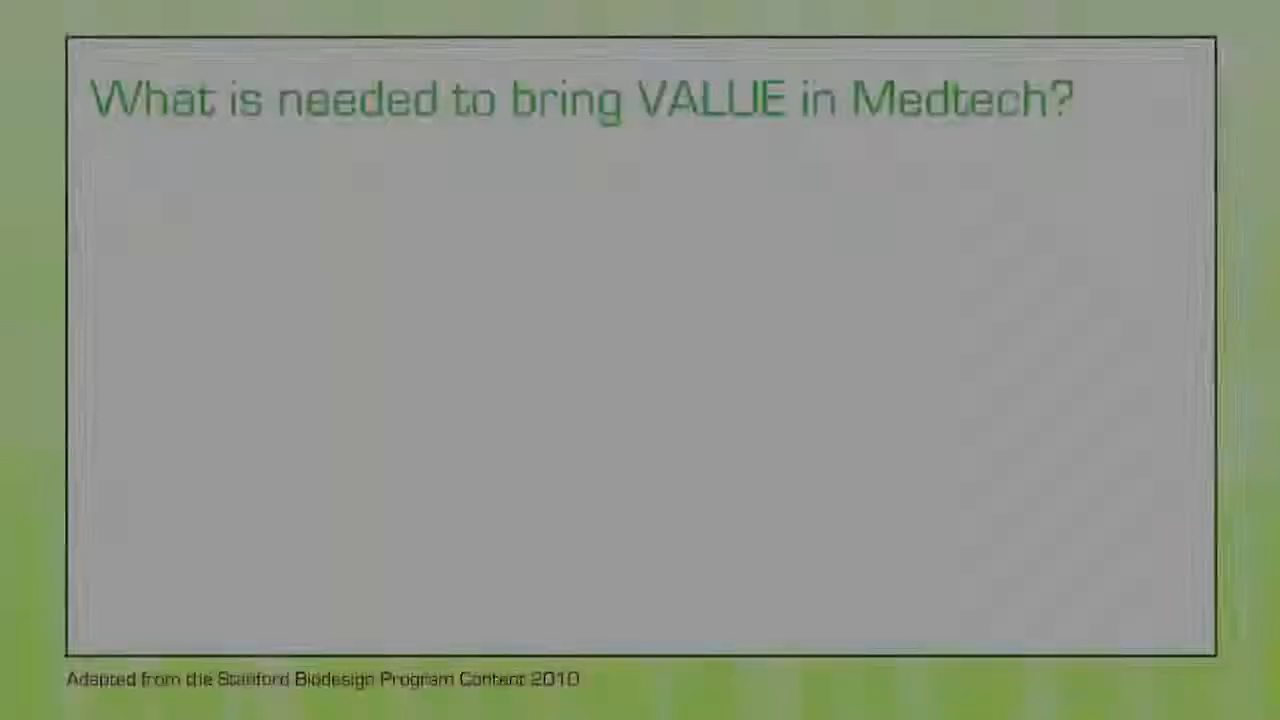 What is needed to bring VALUE in Medtech?
Adapted from the Stanford Biodesign Program Content 2010